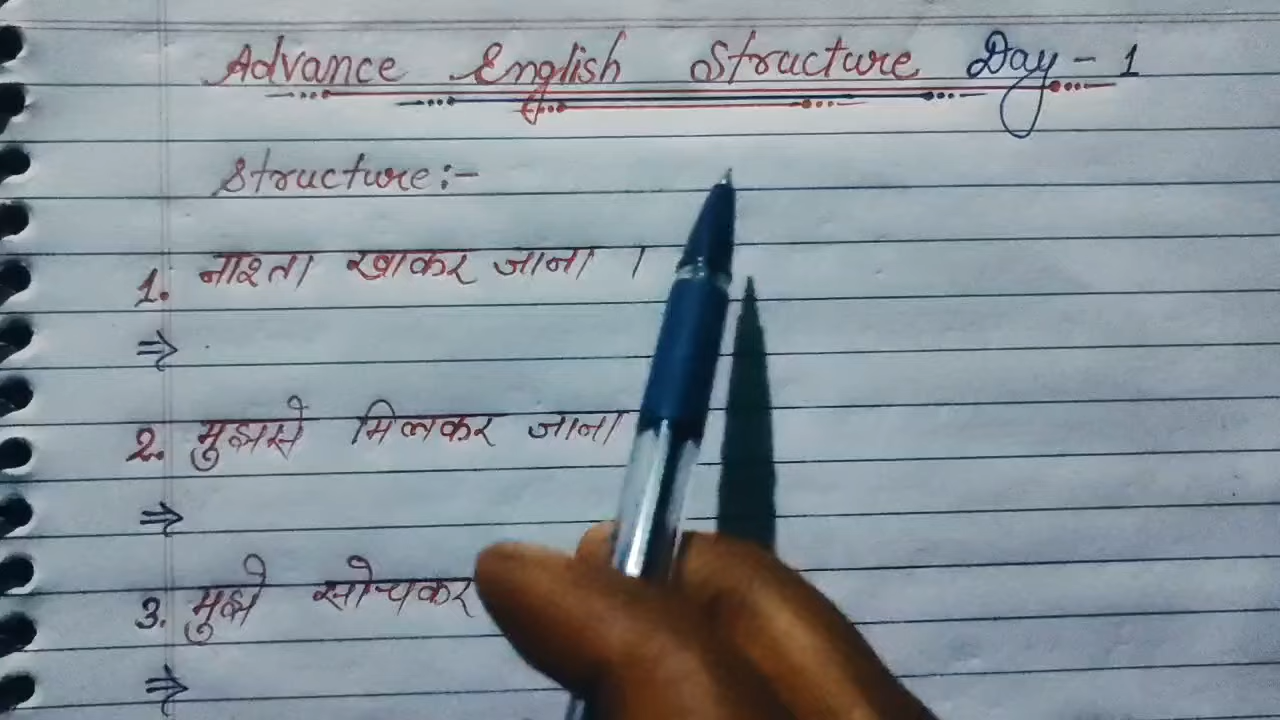 Advance English Structure Day - 1
Structure:-
1. नाश्ता खाकर जाना ।
⇒
2. मुझसे मिलकर जाना
⇒
3. मुझे सोचकर
⇒